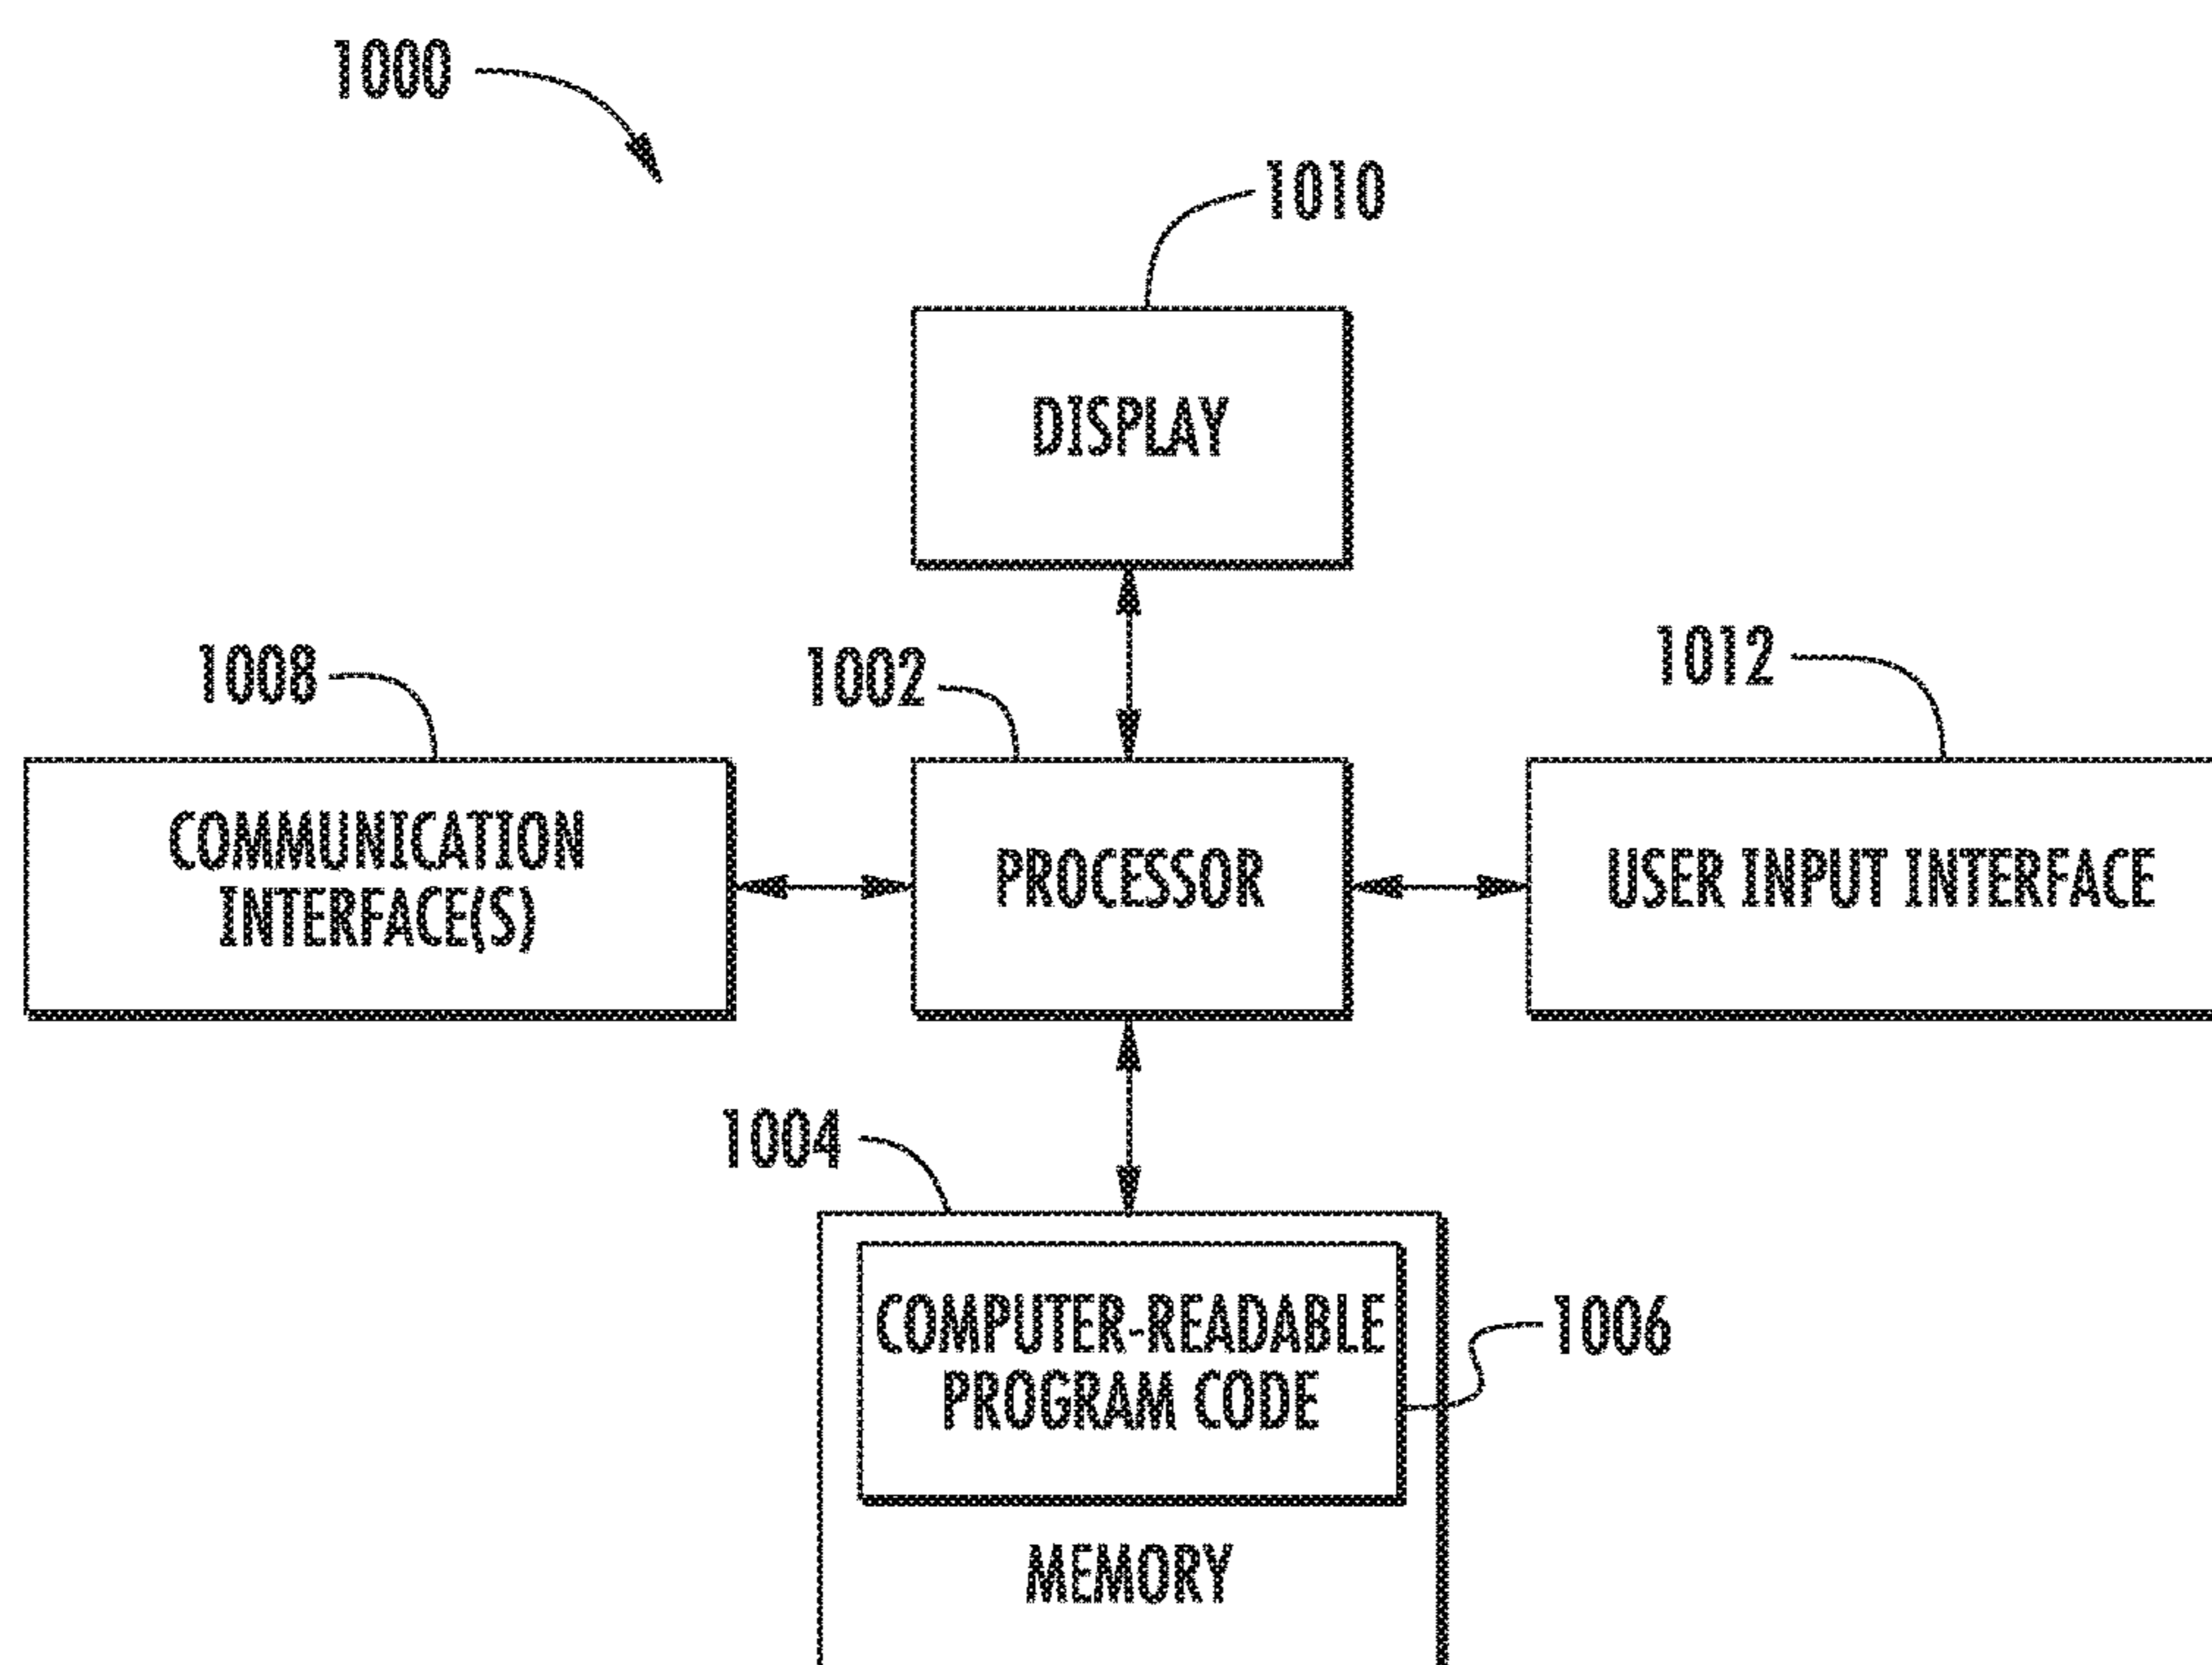 1000
1010
DISPLAY
1008
1002
1012
COMMUNICATION
INTERFACE(S)
PROCESSOR
USER INPUT INTERFACE
1004
COMPUTER-READABLE
PROGRAM CODE
1006
MEMORY